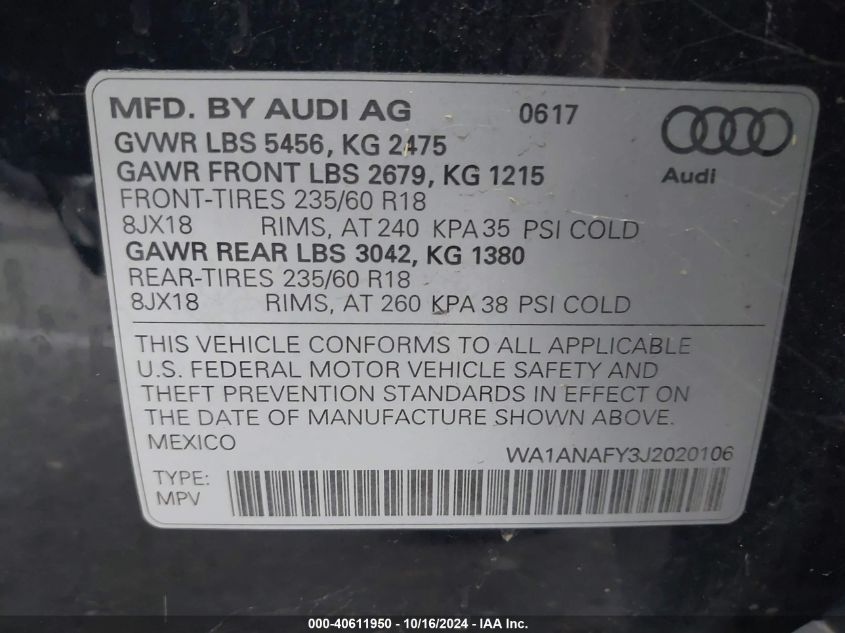 MFD. BY AUDI AG 0617
GVWR LBS 5456, KG 2475
GAWR FRONT LBS 2679, KG 1215
Audi
FRONT-TIRES 235/60 R18
8JX18 RIMS, AT 240 KPA 35 PSI COLD
GAWR REAR LBS 3042, KG 1380
REAR-TIRES 235/60 R18
8JX18 RIMS, AT 260 KPA 38 PSI COLD
THIS VEHICLE CONFORMS TO ALL APPLICABLE
U.S. FEDERAL MOTOR VEHICLE SAFETY AND
THEFT PREVENTION STANDARDS IN EFFECT ON
THE DATE OF MANUFACTURE SHOWN ABOVE.
MEXICO WA1ANAFY3J2020106
TYPE:
MPV
000-40611950 - 10/16/2024 - IAA Inc.